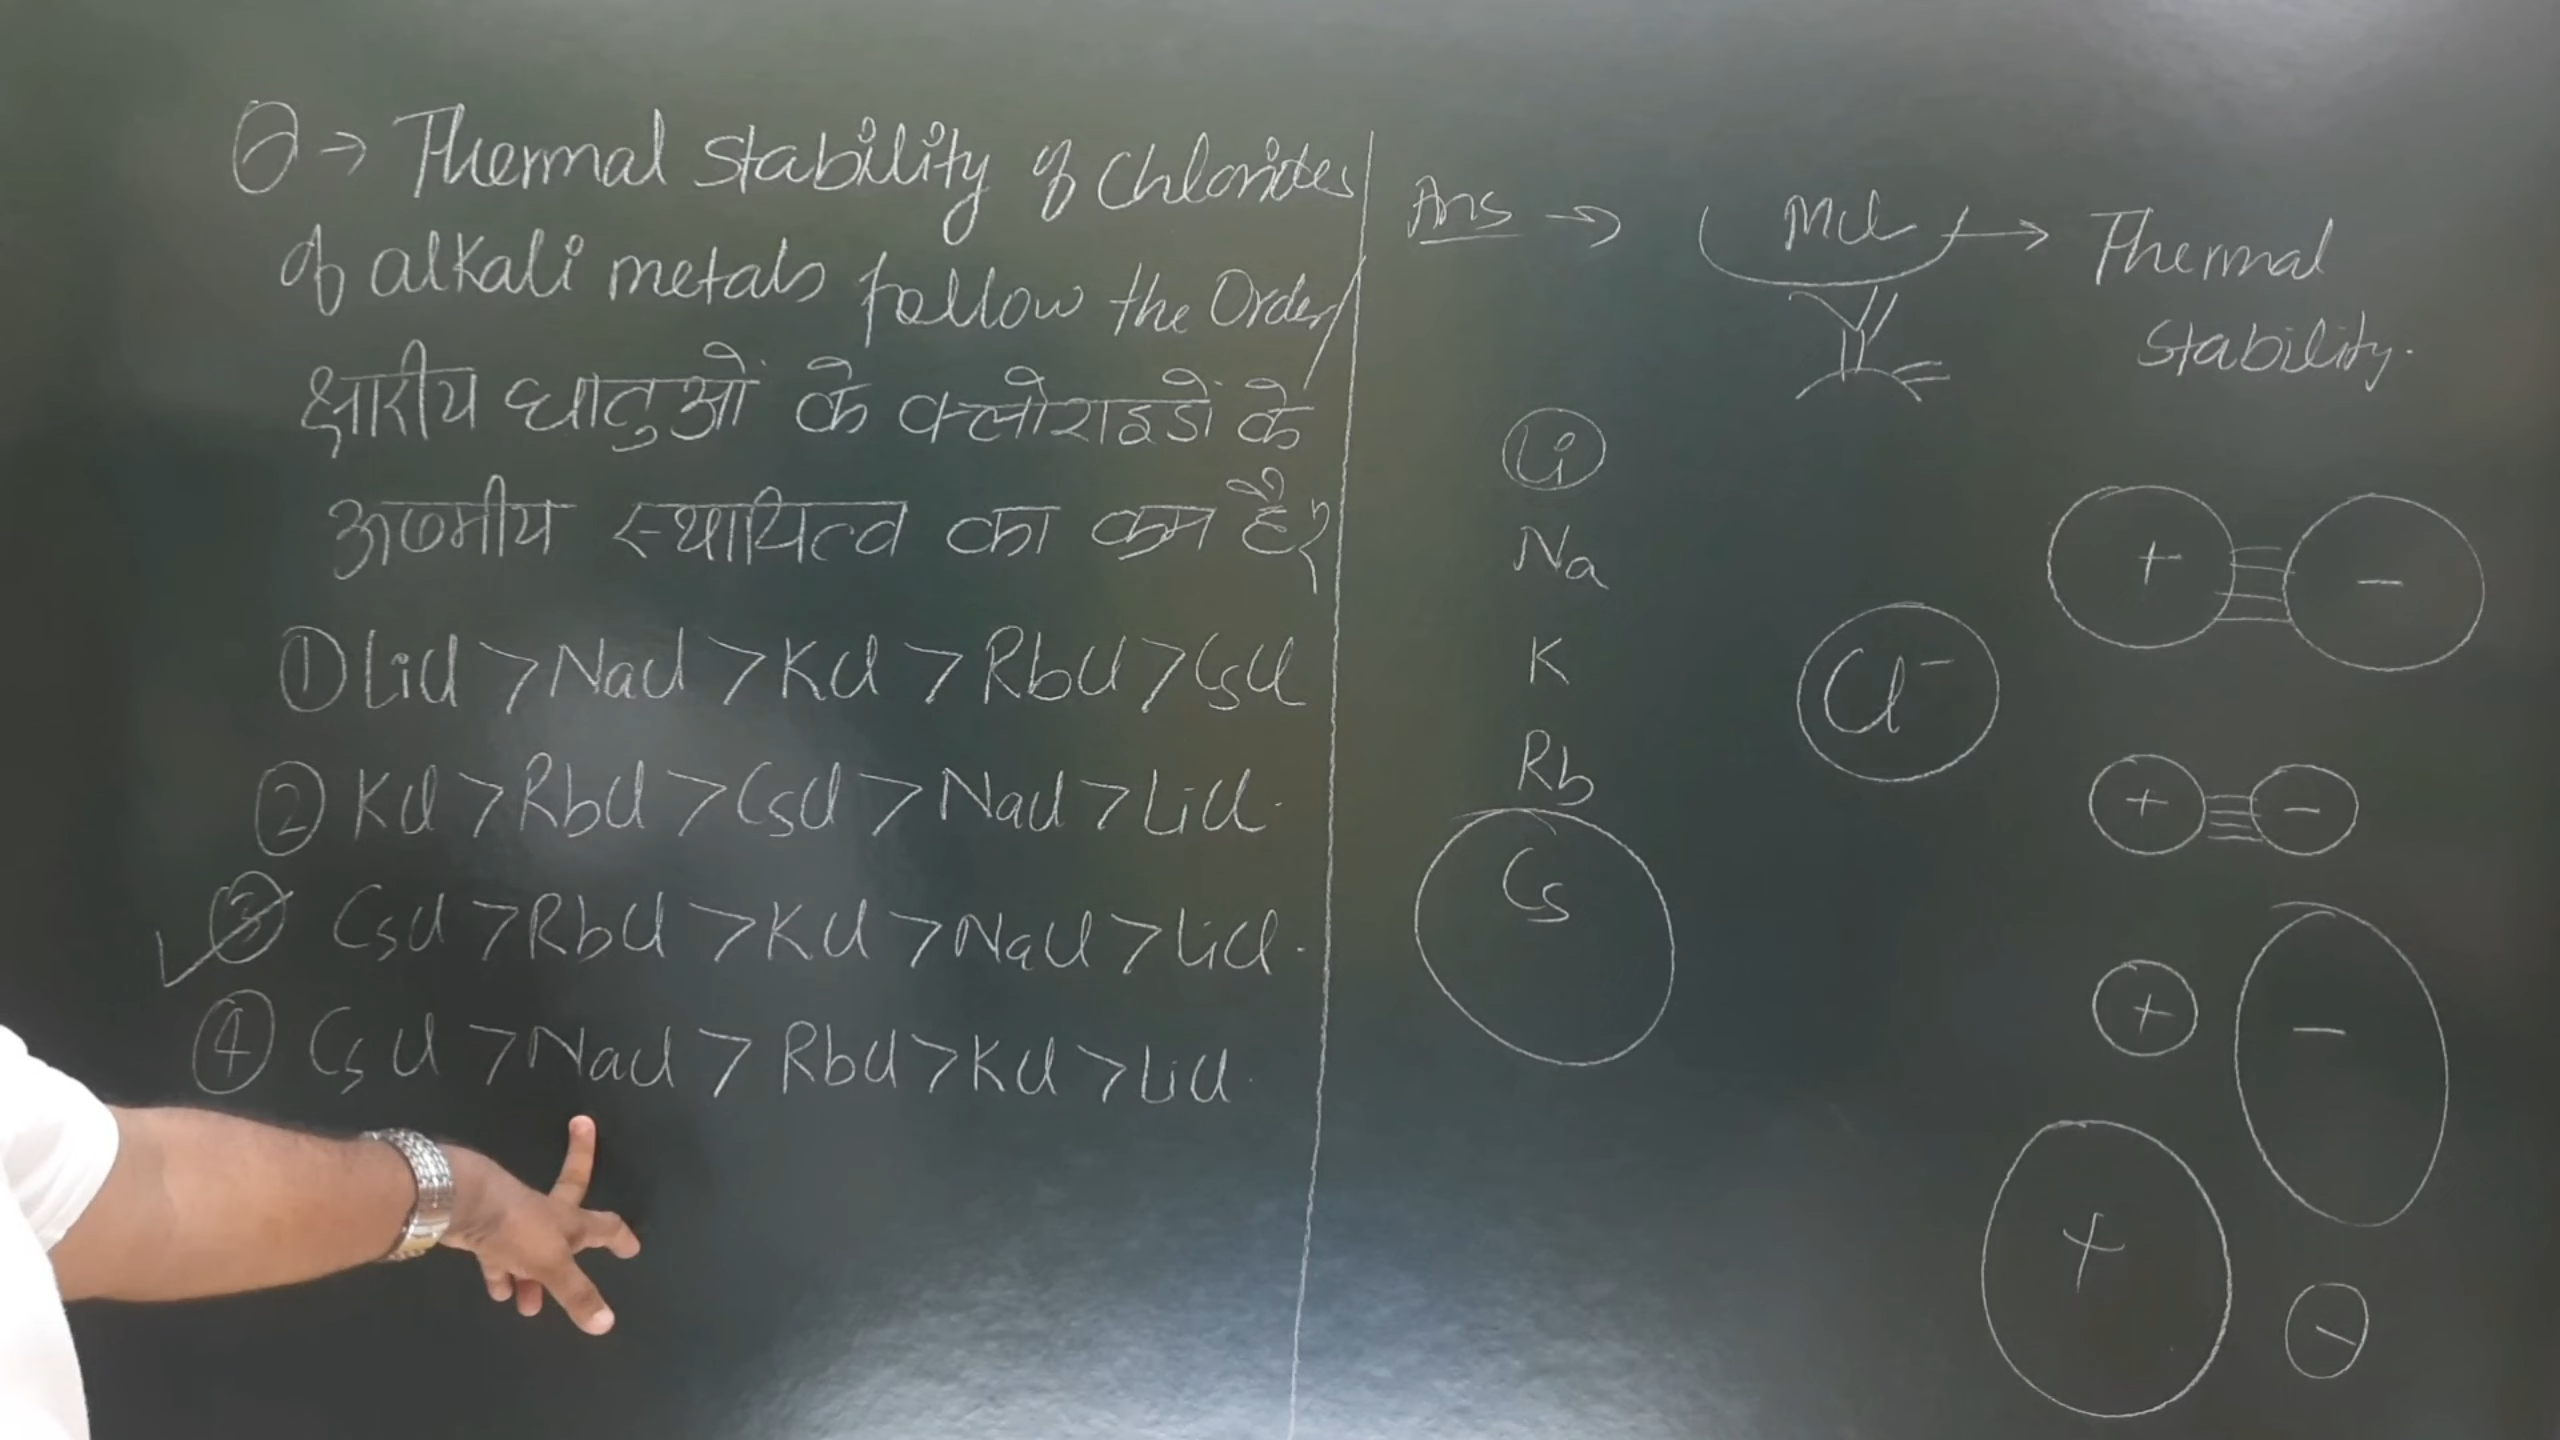 Q → Thermal Stability of Chlorides
of alkali metals follow the Order/
क्षारीय धातुओं के क्लोराइडों के
ऊष्मीय स्थायित्व का क्रम है?
① LiCl > NaCl > KCl > RbCl > CsCl
② KCl > RbCl > CsCl > NaCl > LiCl.
③ CsCl > RbCl > KCl > NaCl > LiCl.
④ CsCl > NaCl > RbCl > KCl > LiCl.
Ans → MCl → Thermal
Stability.
Li
Na
K
Rb
Cs
Cl⁻
+ −
+ −
+ −
+ −